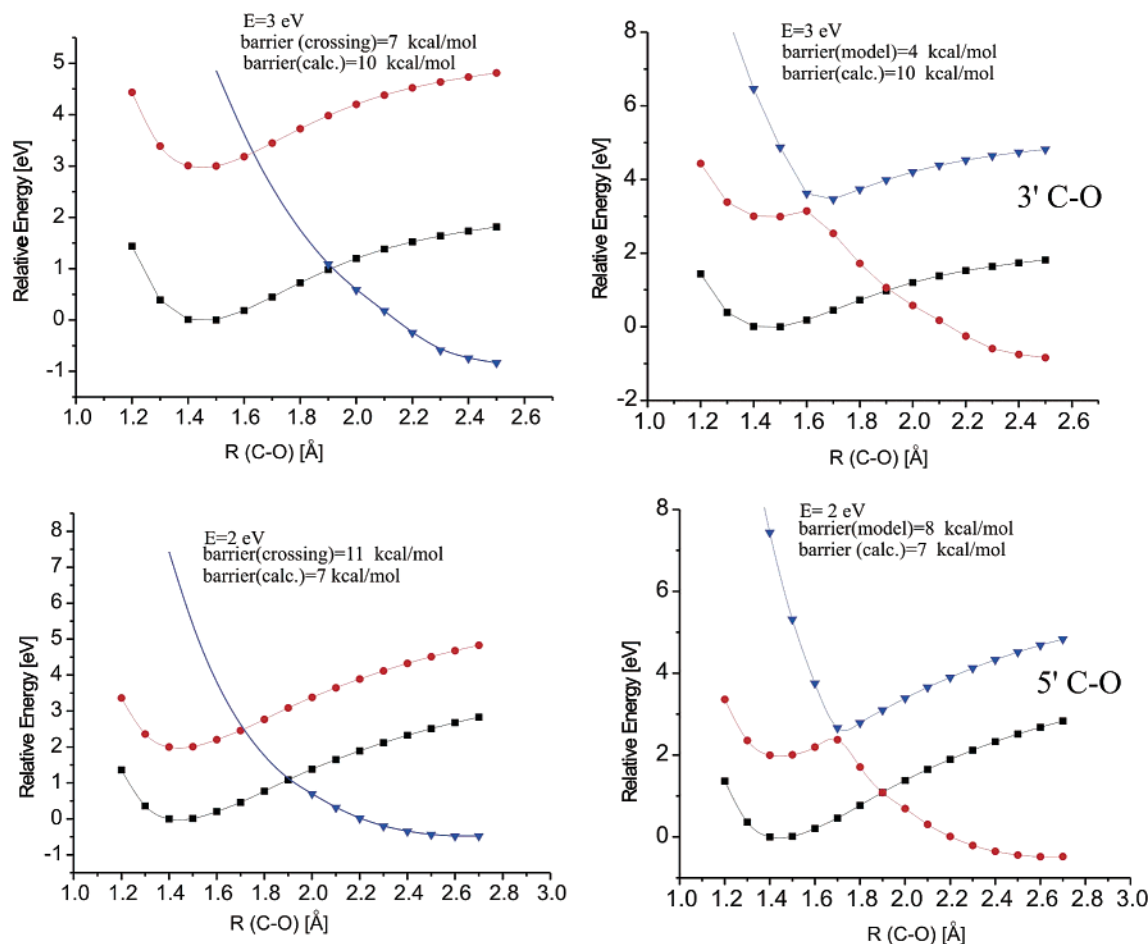 E=3 eV
barrier (crossing)=7 kcal/mol
barrier(calc.)=10 kcal/mol
Relative Energy [eV]
5
4
3
2
1
0
-1
1.0 1.2 1.4 1.6 1.8 2.0 2.2 2.4 2.6
R (C-O) [Å]
E=3 eV
barrier(model)=4 kcal/mol
barrier(calc.)=10 kcal/mol
3' C-O
Relative Energy [eV]
8
6
4
2
0
-2
1.0 1.2 1.4 1.6 1.8 2.0 2.2 2.4 2.6
R (C-O) [Å]
E=2 eV
barrier(crossing)=11 kcal/mol
barrier(calc.)=7 kcal/mol
Relative Energy [eV]
8
7
6
5
4
3
2
1
0
-1
1.0 1.2 1.4 1.6 1.8 2.0 2.2 2.4 2.6 2.8 3.0
R (C-O) [Å]
E= 2 eV
barrier(model)=8 kcal/mol
barrier (calc.)=7 kcal/mol
5' C-O
Relative Energy [eV]
8
6
4
2
0
1.0 1.2 1.4 1.6 1.8 2.0 2.2 2.4 2.6 2.8 3.0
R (C-O) [Å]